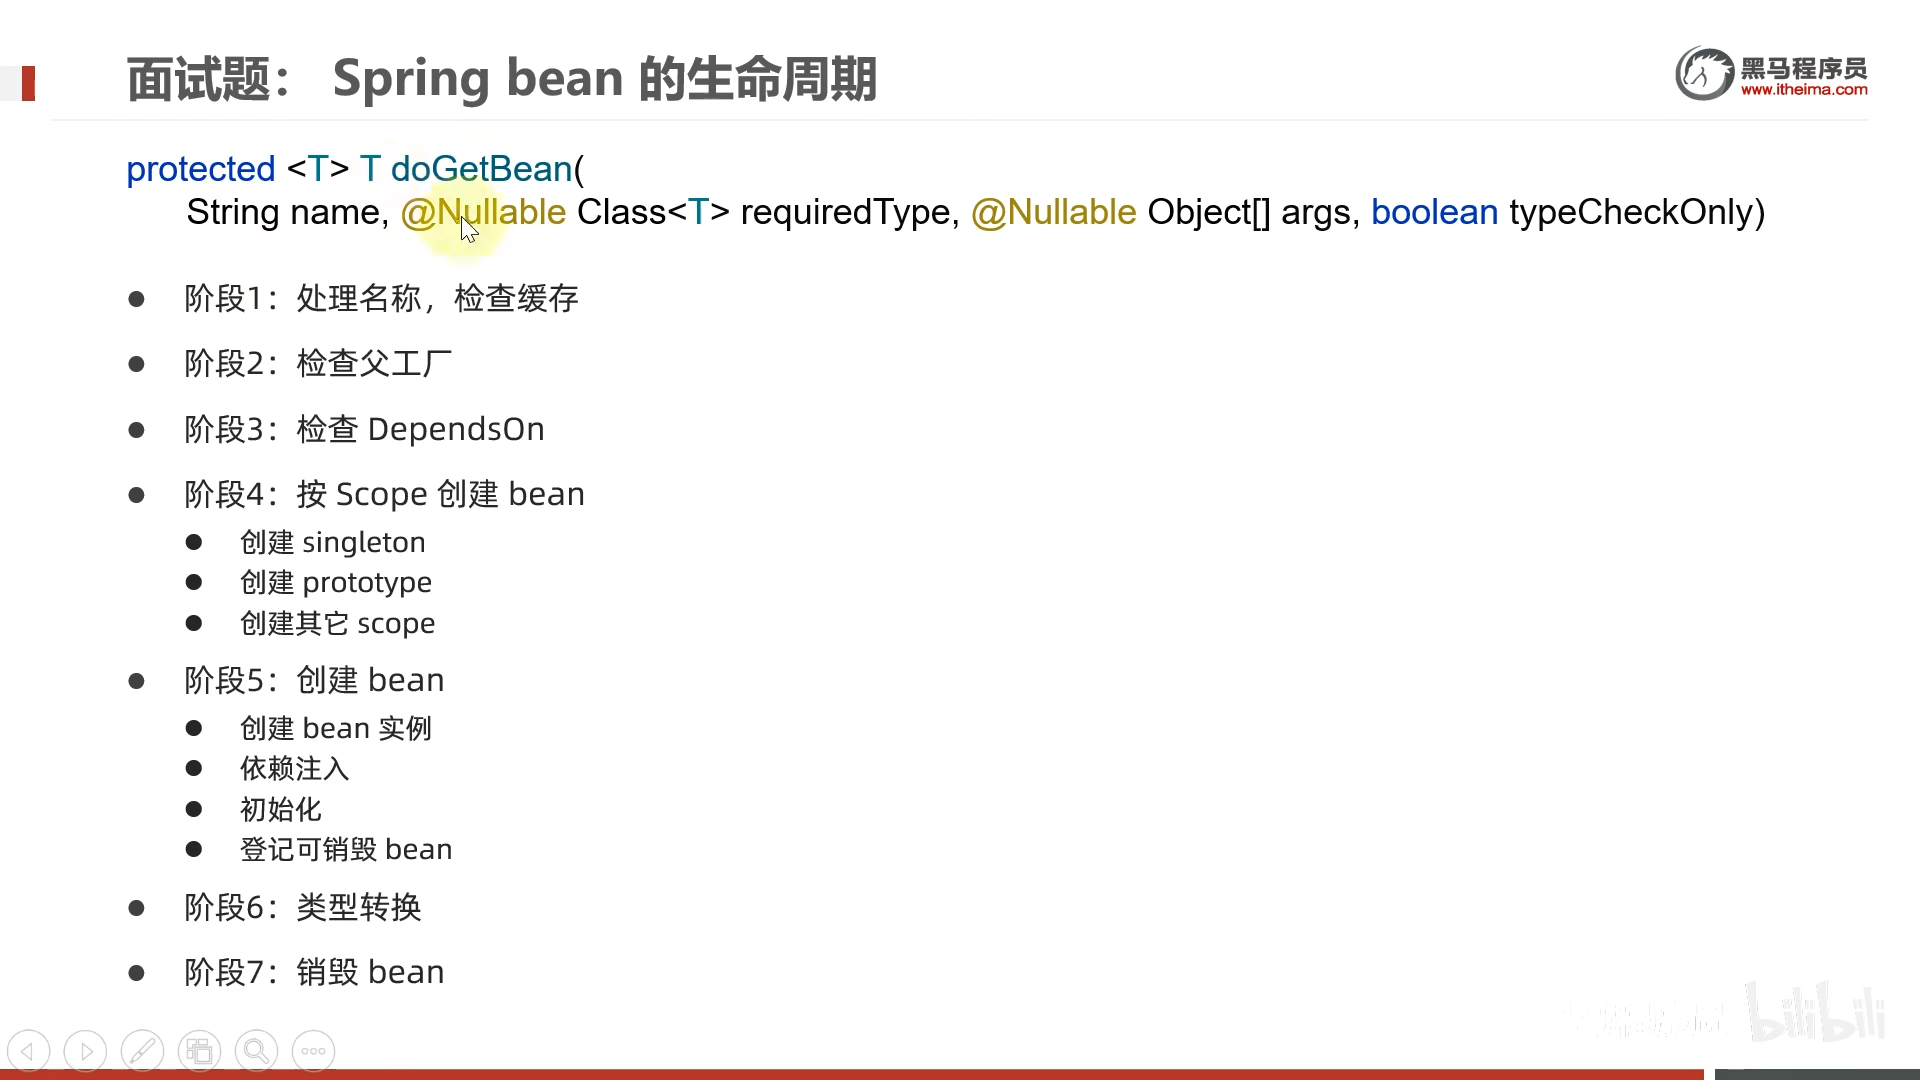 面试题： Spring bean 的生命周期
黑马程序员
www.itheima.com
protected <T> T doGetBean(
String name, @Nullable Class<T> requiredType, @Nullable Object[] args, boolean typeCheckOnly)
阶段1：处理名称，检查缓存
阶段2：检查父工厂
阶段3：检查 DependsOn
阶段4：按 Scope 创建 bean
创建 singleton
创建 prototype
创建其它 scope
阶段5：创建 bean
创建 bean 实例
依赖注入
初始化
登记可销毁 bean
阶段6：类型转换
阶段7：销毁 bean
bilibili